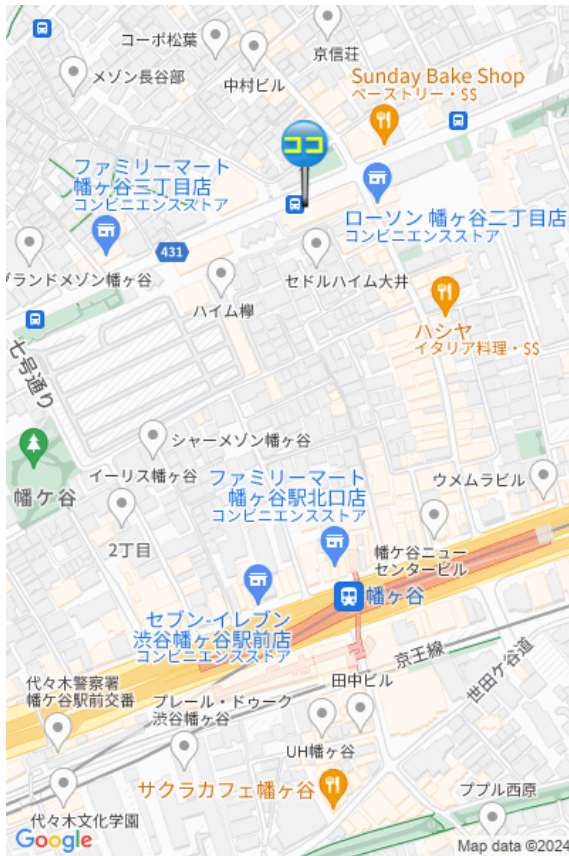 コーポ松葉
京信荘
メゾン長谷部
中村ビル
Sunday Bake Shop
ベーストリー・$$
ココ
ファミリーマート
幡ヶ谷二丁目店
コンビニエンスストア
ローソン 幡ヶ谷二丁目店
コンビニエンスストア
431
グランドメゾン幡ヶ谷
セドルハイム大井
ハイム欅
ハシヤ
イタリア料理・$$
七号通り
シャーメゾン幡ヶ谷
幡ケ谷
イーリス幡ヶ谷
ファミリーマート
幡ヶ谷駅北口店
コンビニエンスストア
ウメムラビル
2丁目
幡ケ谷ニュー
センタービル
幡ヶ谷
セブン-イレブン
渋谷幡ヶ谷駅前店
コンビニエンスストア
京王線
世田ケ谷道
代々木警察署
幡ケ谷駅前交番
田中ビル
プレール・ドゥーク
渋谷幡ヶ谷
UH幡ヶ谷
サクラカフェ幡ヶ谷
ププル西原
代々木文化学園
Google
Map data ©2024